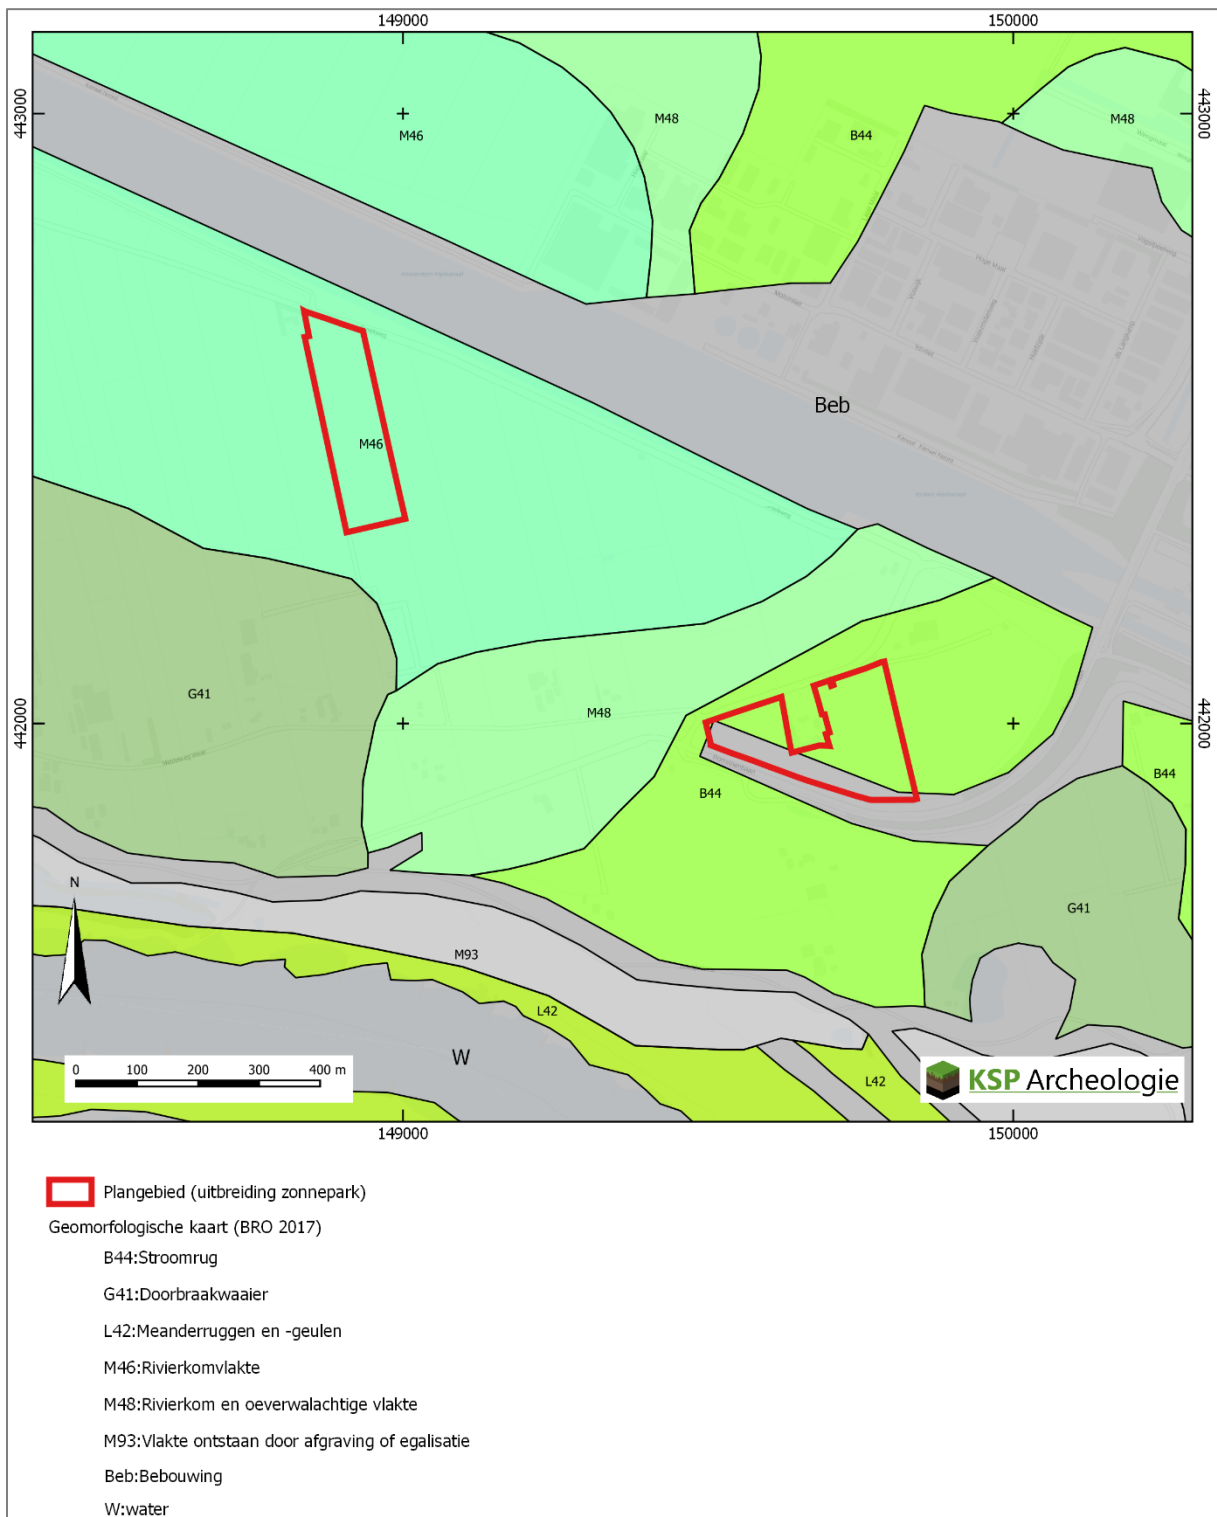 149000 150000
443000 443000
M46
M48
B44
M48
Beb
M46
G41
M48
442000 442000
B44
B44
G41
M93
N
L42
W
L42
0 100 200 300 400 m
KSP Archeologie
149000 150000
Plangebied (uitbreiding zonnepark)
Geomorfologische kaart (BRO 2017)
B44:Stroomrug
G41:Doorbraakwaaier
L42:Meanderruggen en -geulen
M46:Rivierkomvlakte
M48:Rivierkom en oeverwalachtige vlakte
M93:Vlakte ontstaan door afgraving of egalisatie
Beb:Bebouwing
W:water